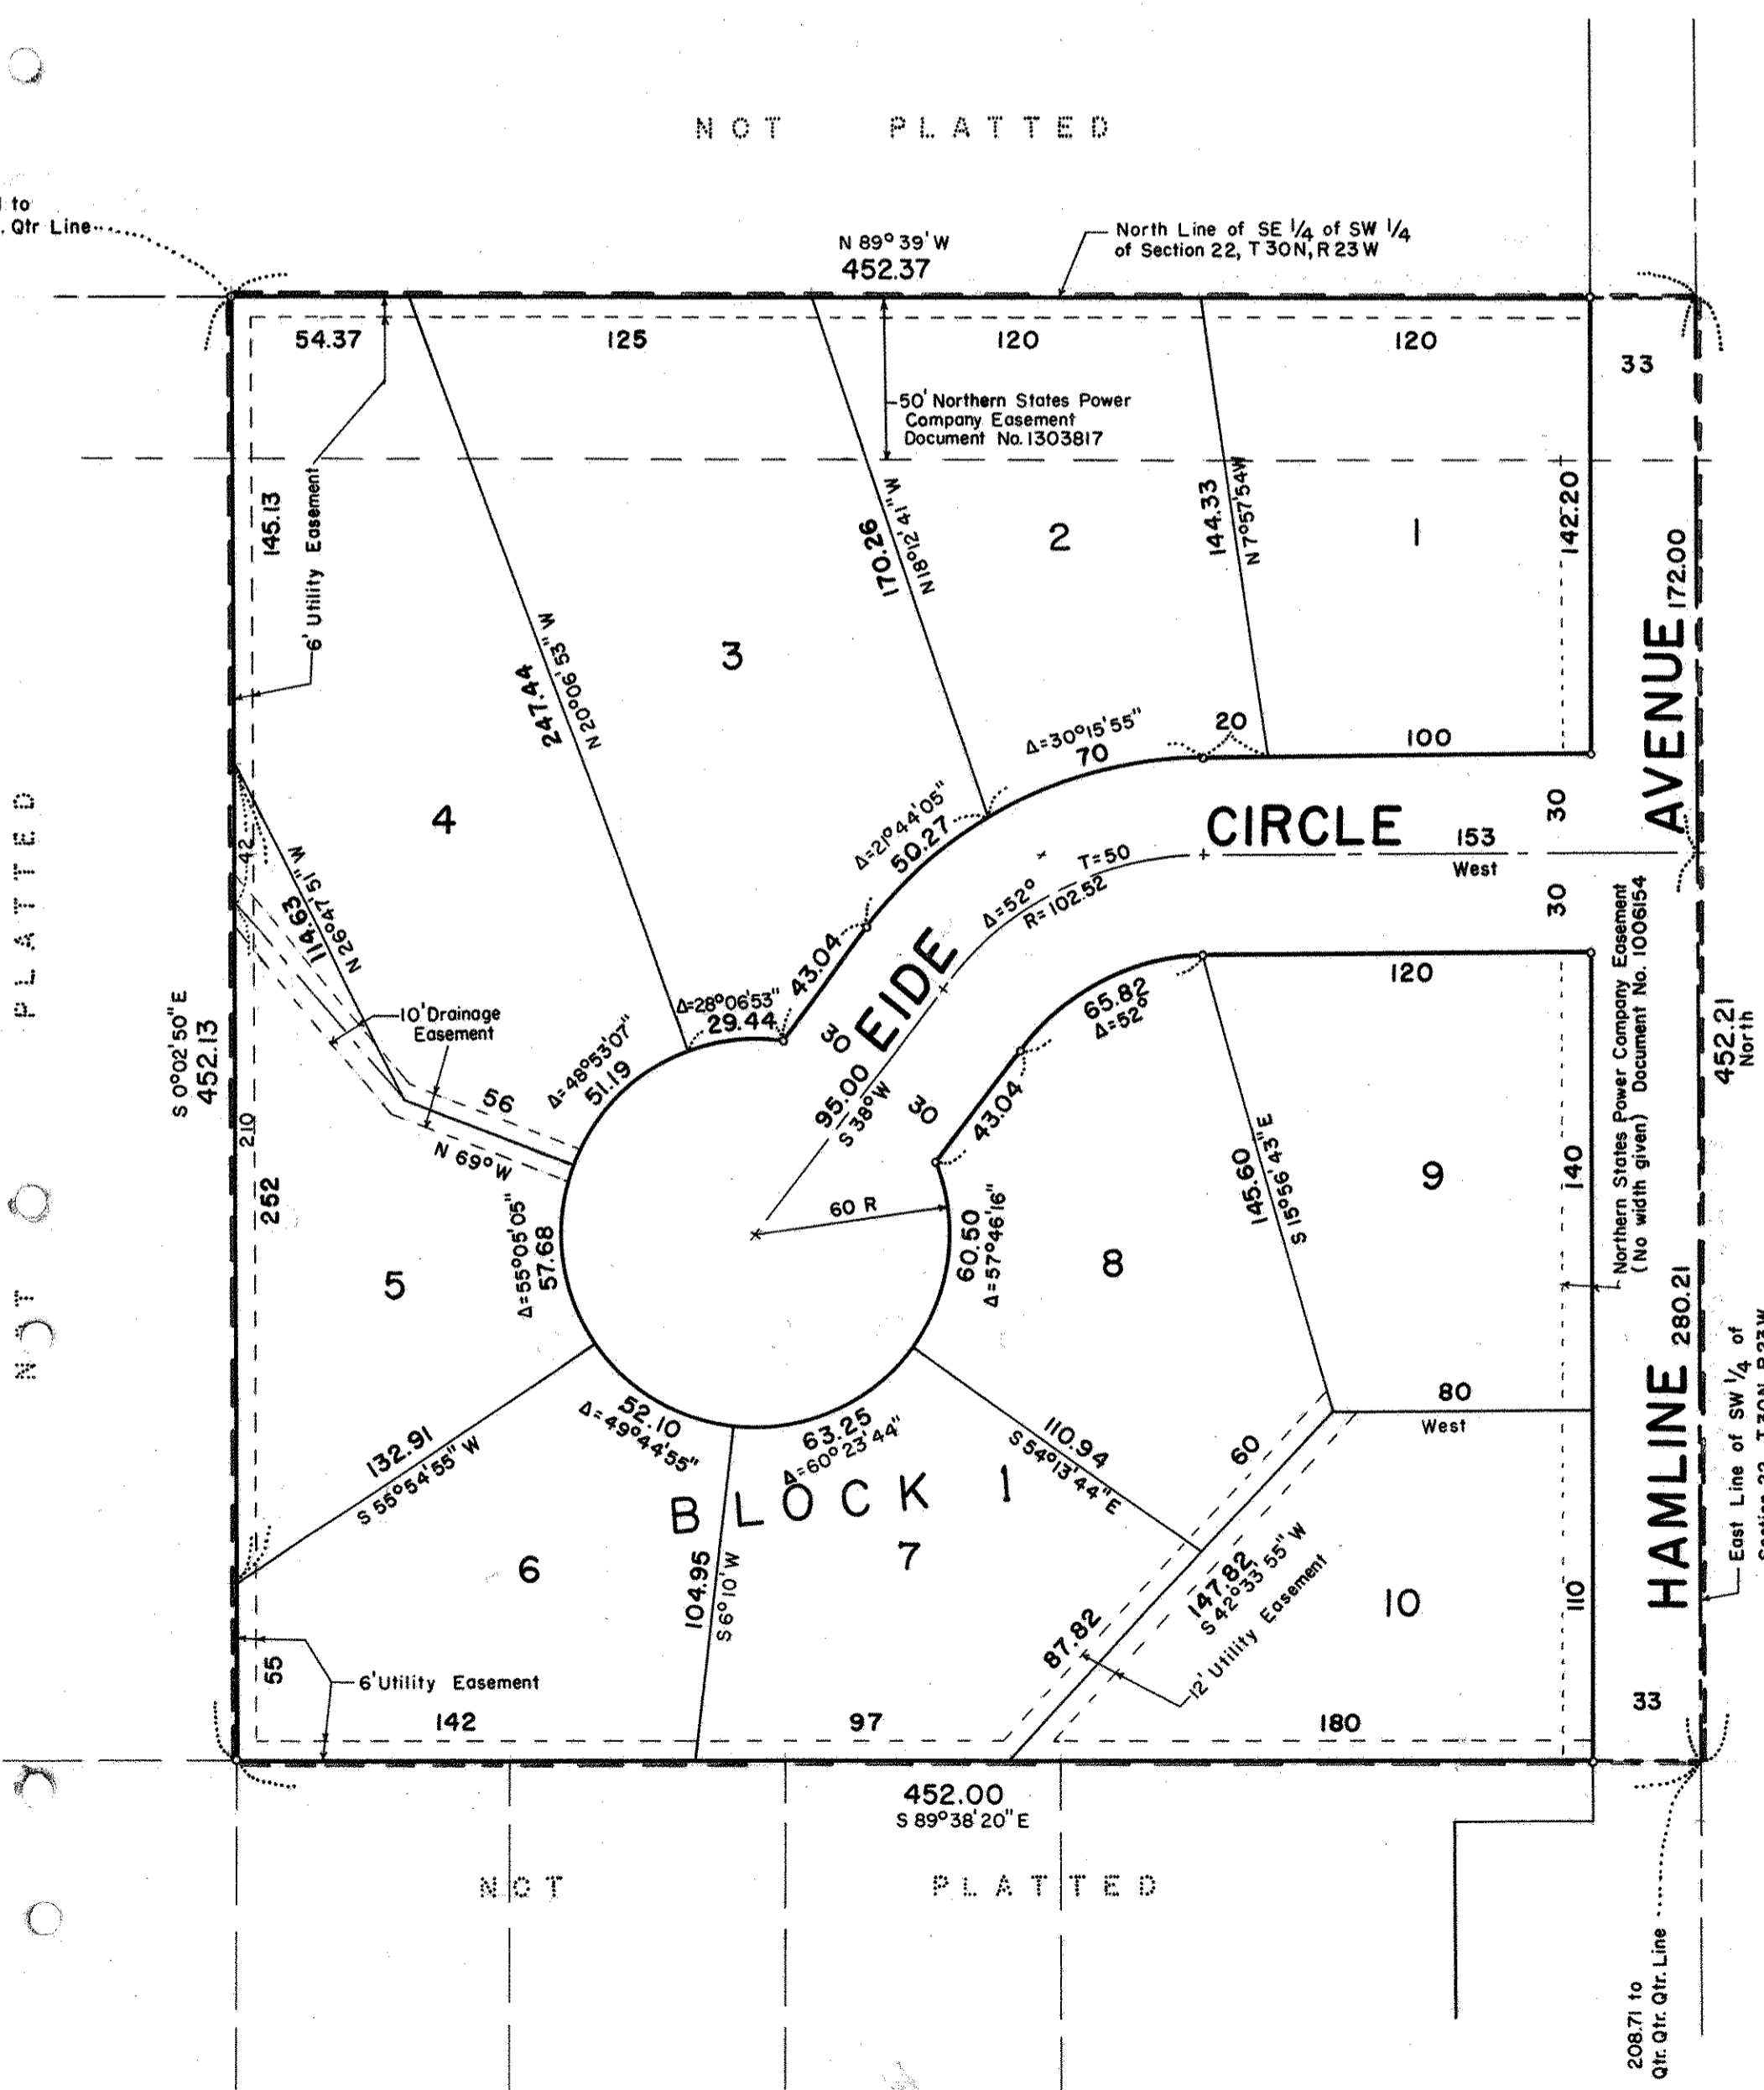 NOT PLATTED
to
. Qtr Line
N 89° 39' W
452.37
North Line of SE 1/4 of SW 1/4
of Section 22, T 30N, R 23 W
54.37
125
120
120
33
50' Northern States Power
Company Easement
Document No. 1303817
6' Utility Easement
145.13
247.44
N 20° 06' 53" W
170.26
N 18° 12' 41" W
144.33
N 7° 57' 54 W
142.20
172.00
1
2
3
4
Δ=30° 15' 55"
70
20
100
Δ=21° 44' 05"
50.27
43.04
EIDE CIRCLE
153
West
30
30
T=50
Δ=52°
R=102.52
HAMLINE AVENUE
NOT PLATTED
42
114.63
N 26° 47' 51" W
10' Drainage
Easement
56
N 69° W
S 0° 02' 50" E
452.13
210
252
Δ=28° 06' 53"
29.44
Δ=48° 53' 07"
51.19
30
95.00
S 38° W
30
43.04
65.82
Δ=52°
120
Northern States Power Company Easement
(No width given) Document No. 1006154
452.21
North
60 R
Δ=55° 05' 05"
57.68
60.50
Δ=57° 46' 16"
145.60
S 15° 56' 43" E
140
280.21
5
8
9
East Line of SW 1/4 of
Section 22, T 30N, R 23 W
132.91
S 55° 54' 55" W
52.10
Δ=49° 44' 55"
63.25
Δ=60° 23' 44"
110.94
S 54° 13' 44" E
80
West
60
BLOCK 1
104.95
S 6° 10' W
6
7
10
147.82
S 42° 33' 55" W
12' Utility Easement
87.82
110
55
6' Utility Easement
142
97
180
33
452.00
S 89° 38' 20" E
NOT PLATTED
208.71 to
Qtr. Qtr. Qtr. Line